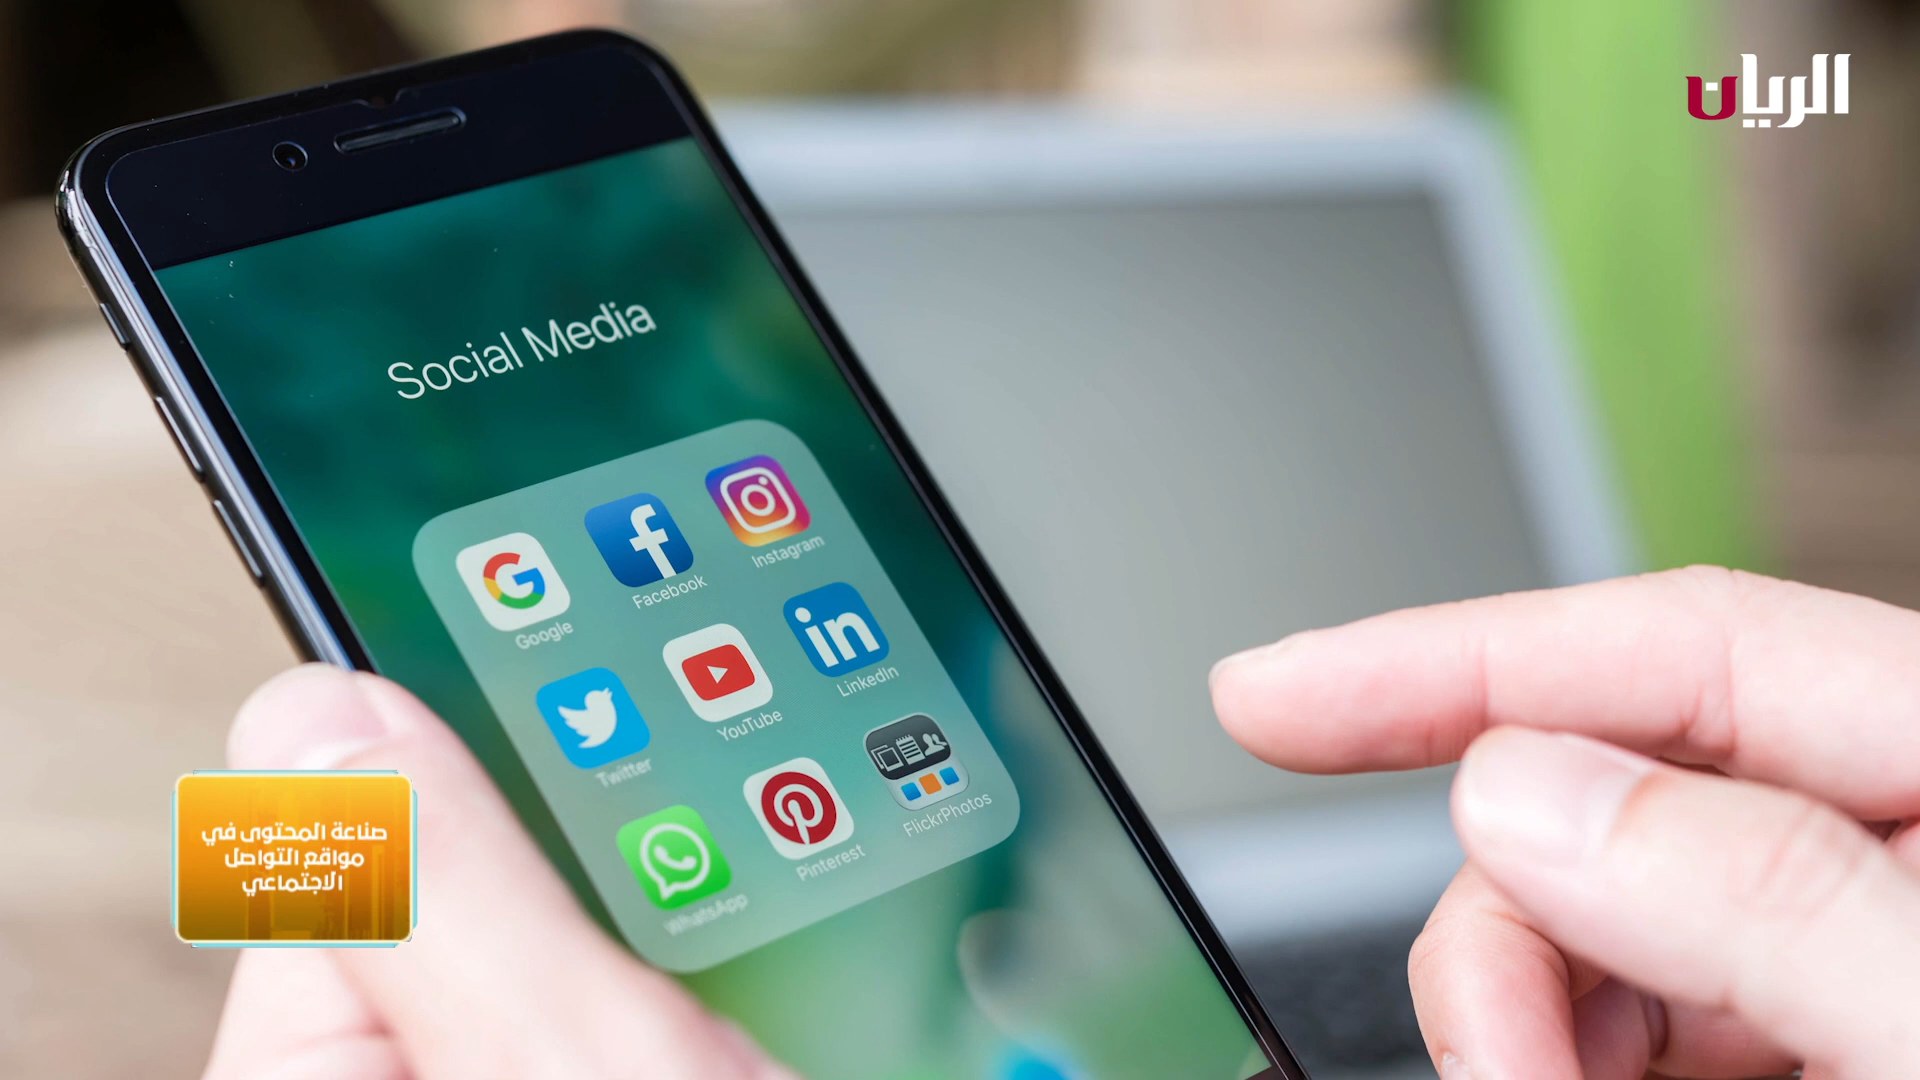 الريان
Social Media
Google
Facebook
Instagram
Twitter
YouTube
LinkedIn
WhatsApp
Pinterest
FlickrPhotos
صناعة المحتوى في
مواقع التواصل
الاجتماعي